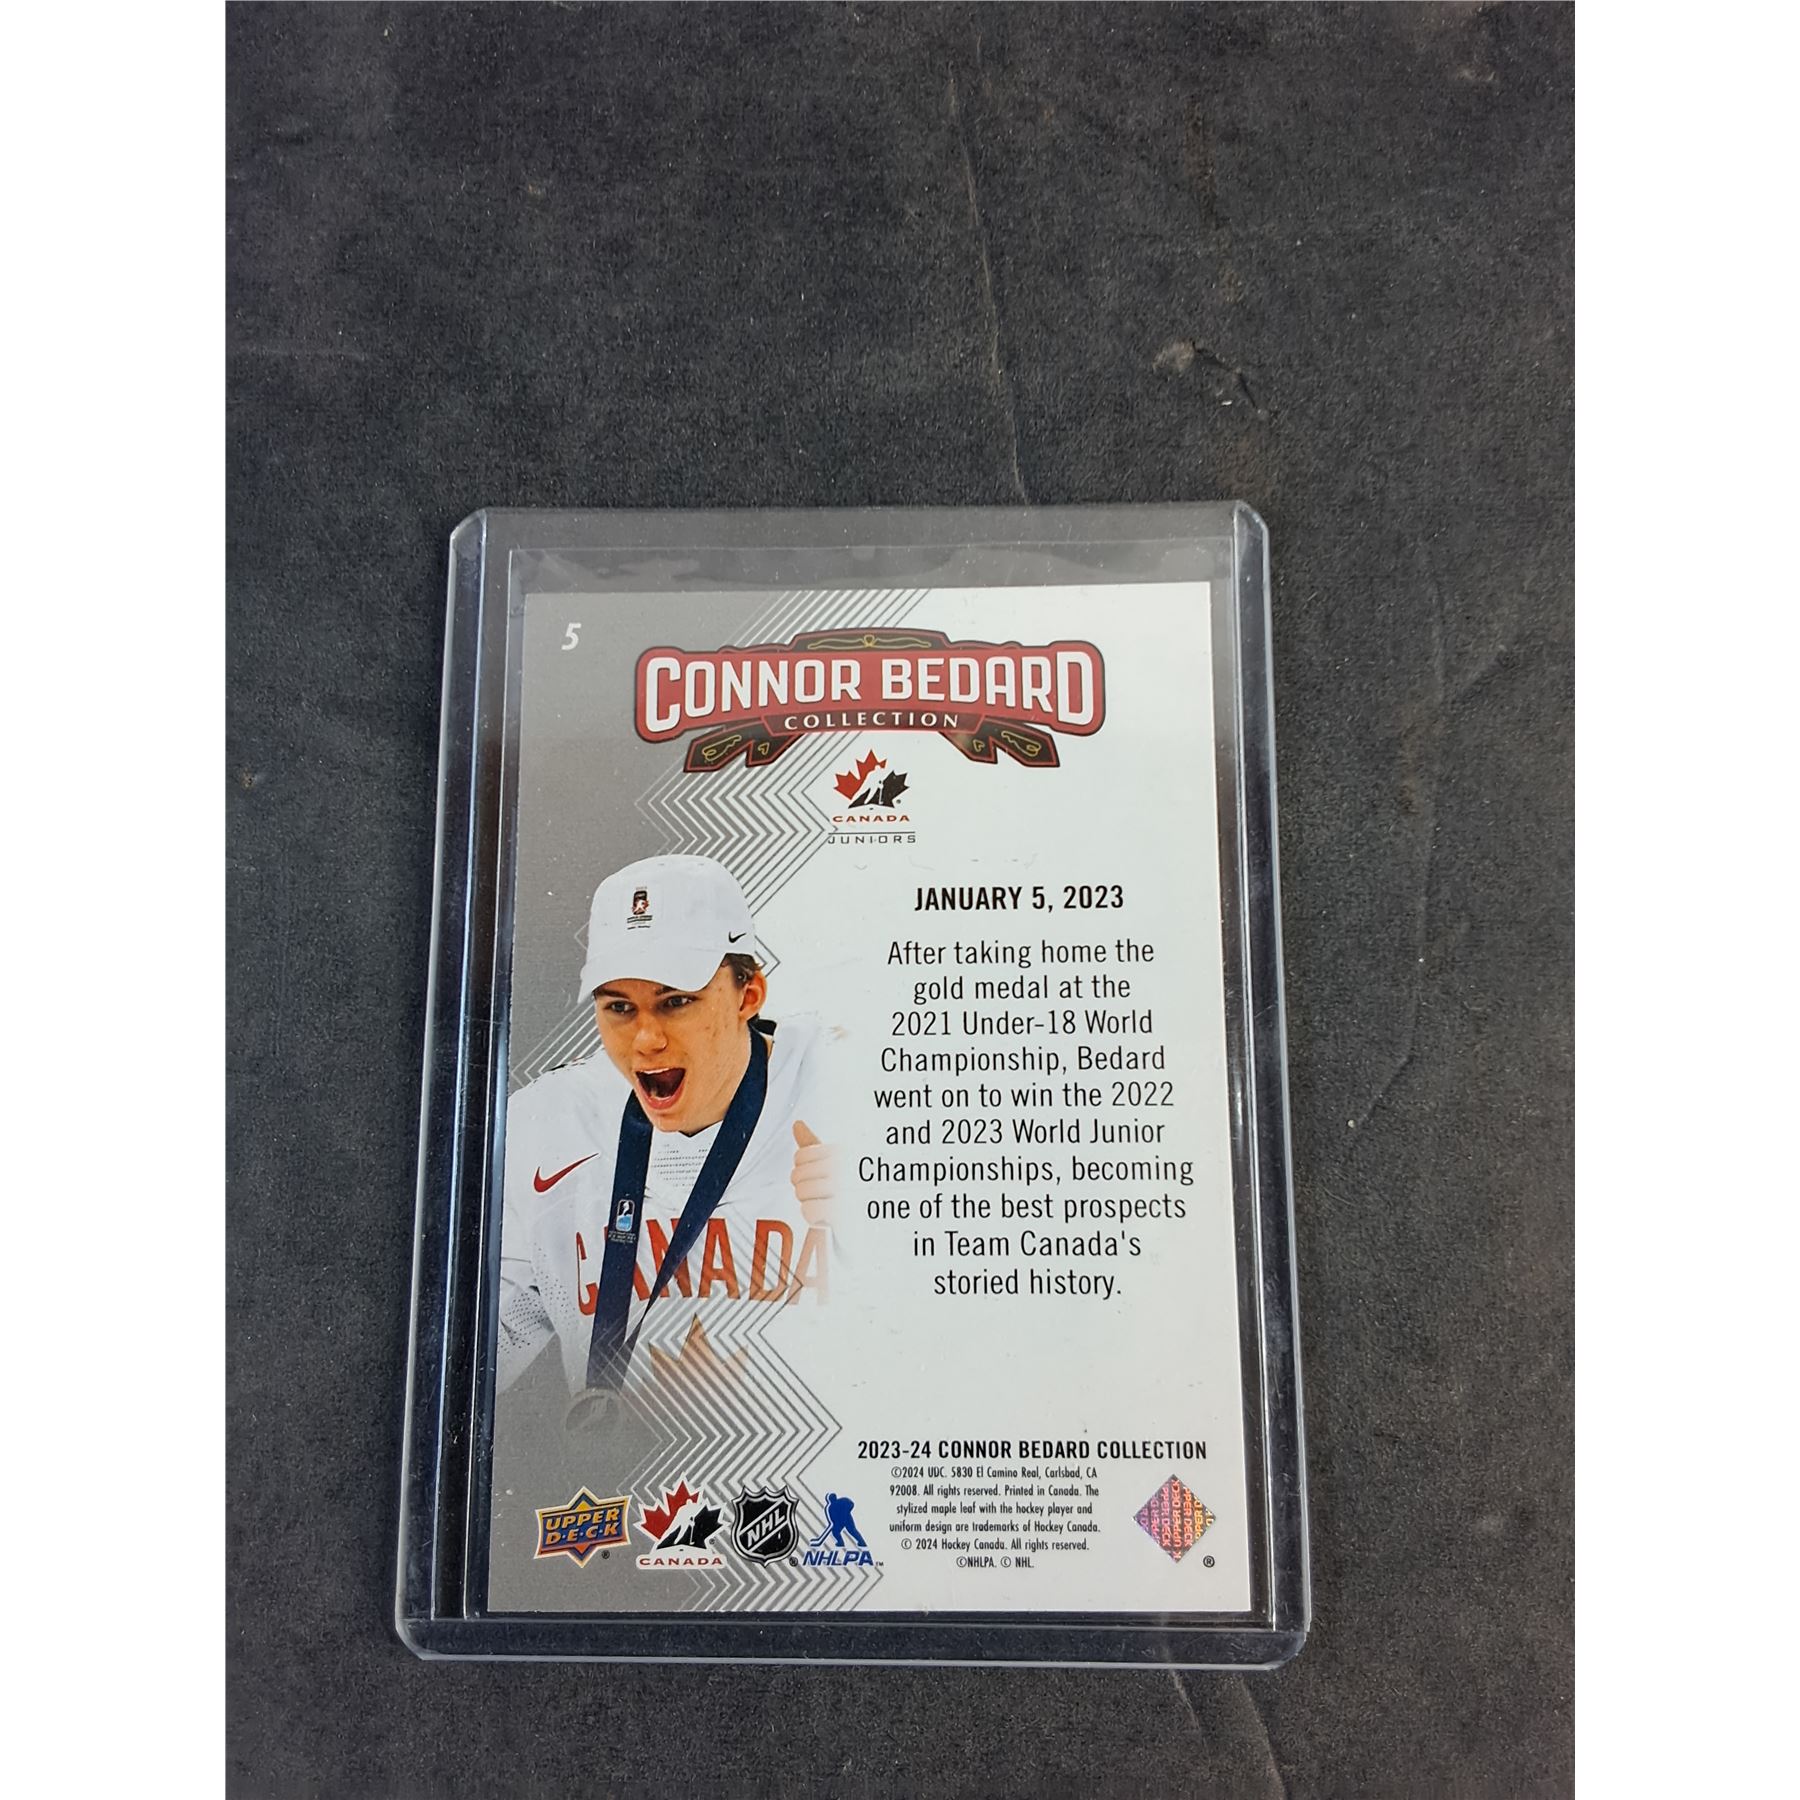 5
CONNOR BEDARD
COLLECTION
CANADA
JUNIORS
JANUARY 5, 2023
After taking home the
gold medal at the
2021 Under-18 World
Championship, Bedard
went on to win the 2022
and 2023 World Junior
Championships, becoming
one of the best prospects
in Team Canada's
storied history.
CANADA
2023-24 CONNOR BEDARD COLLECTION
©2024 UDC. 5830 El Camino Real, Carlsbad, CA
92008. All rights reserved. Printed in Canada. The
stylized maple leaf with the hockey player and
uniform design are trademarks of Hockey Canada.
© 2024 Hockey Canada. All rights reserved.
©NHLPA. © NHL.
UPPER
D·E·C·K
®
CANADA
NHL
®
NHLPA
™
UPPER DECK
®